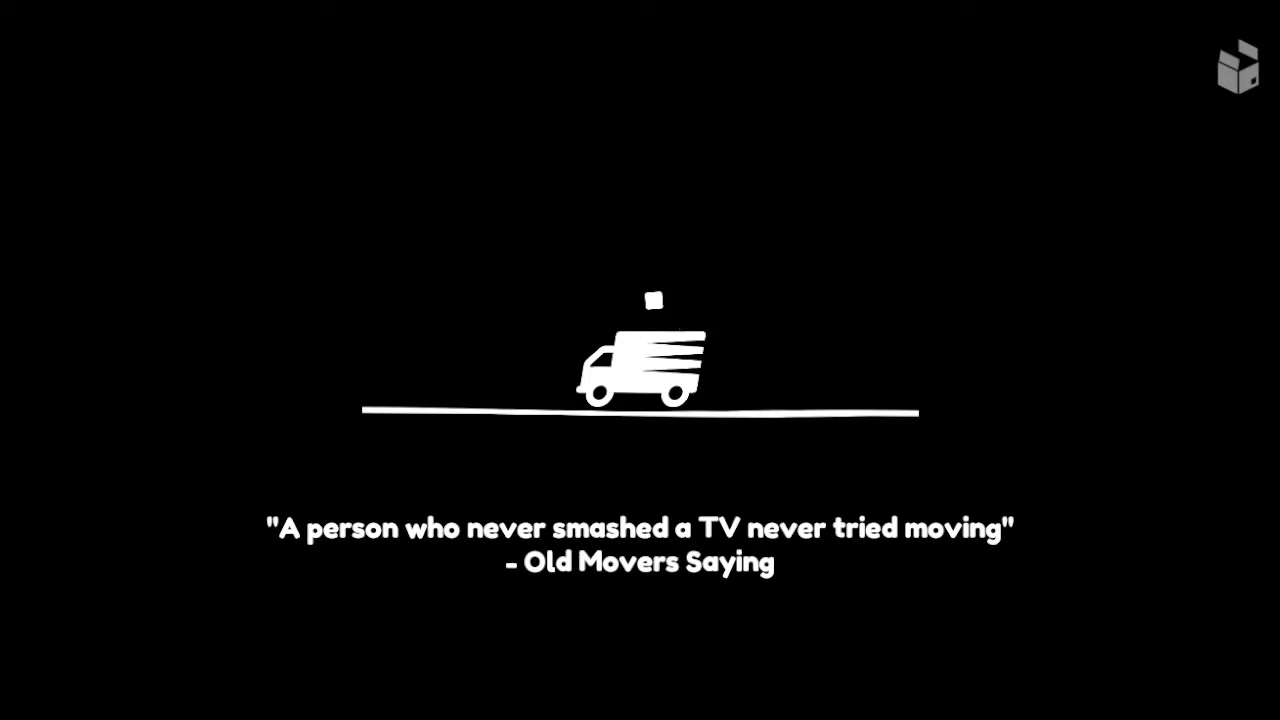 "A person who never smashed a TV never tried moving"
- Old Movers Saying